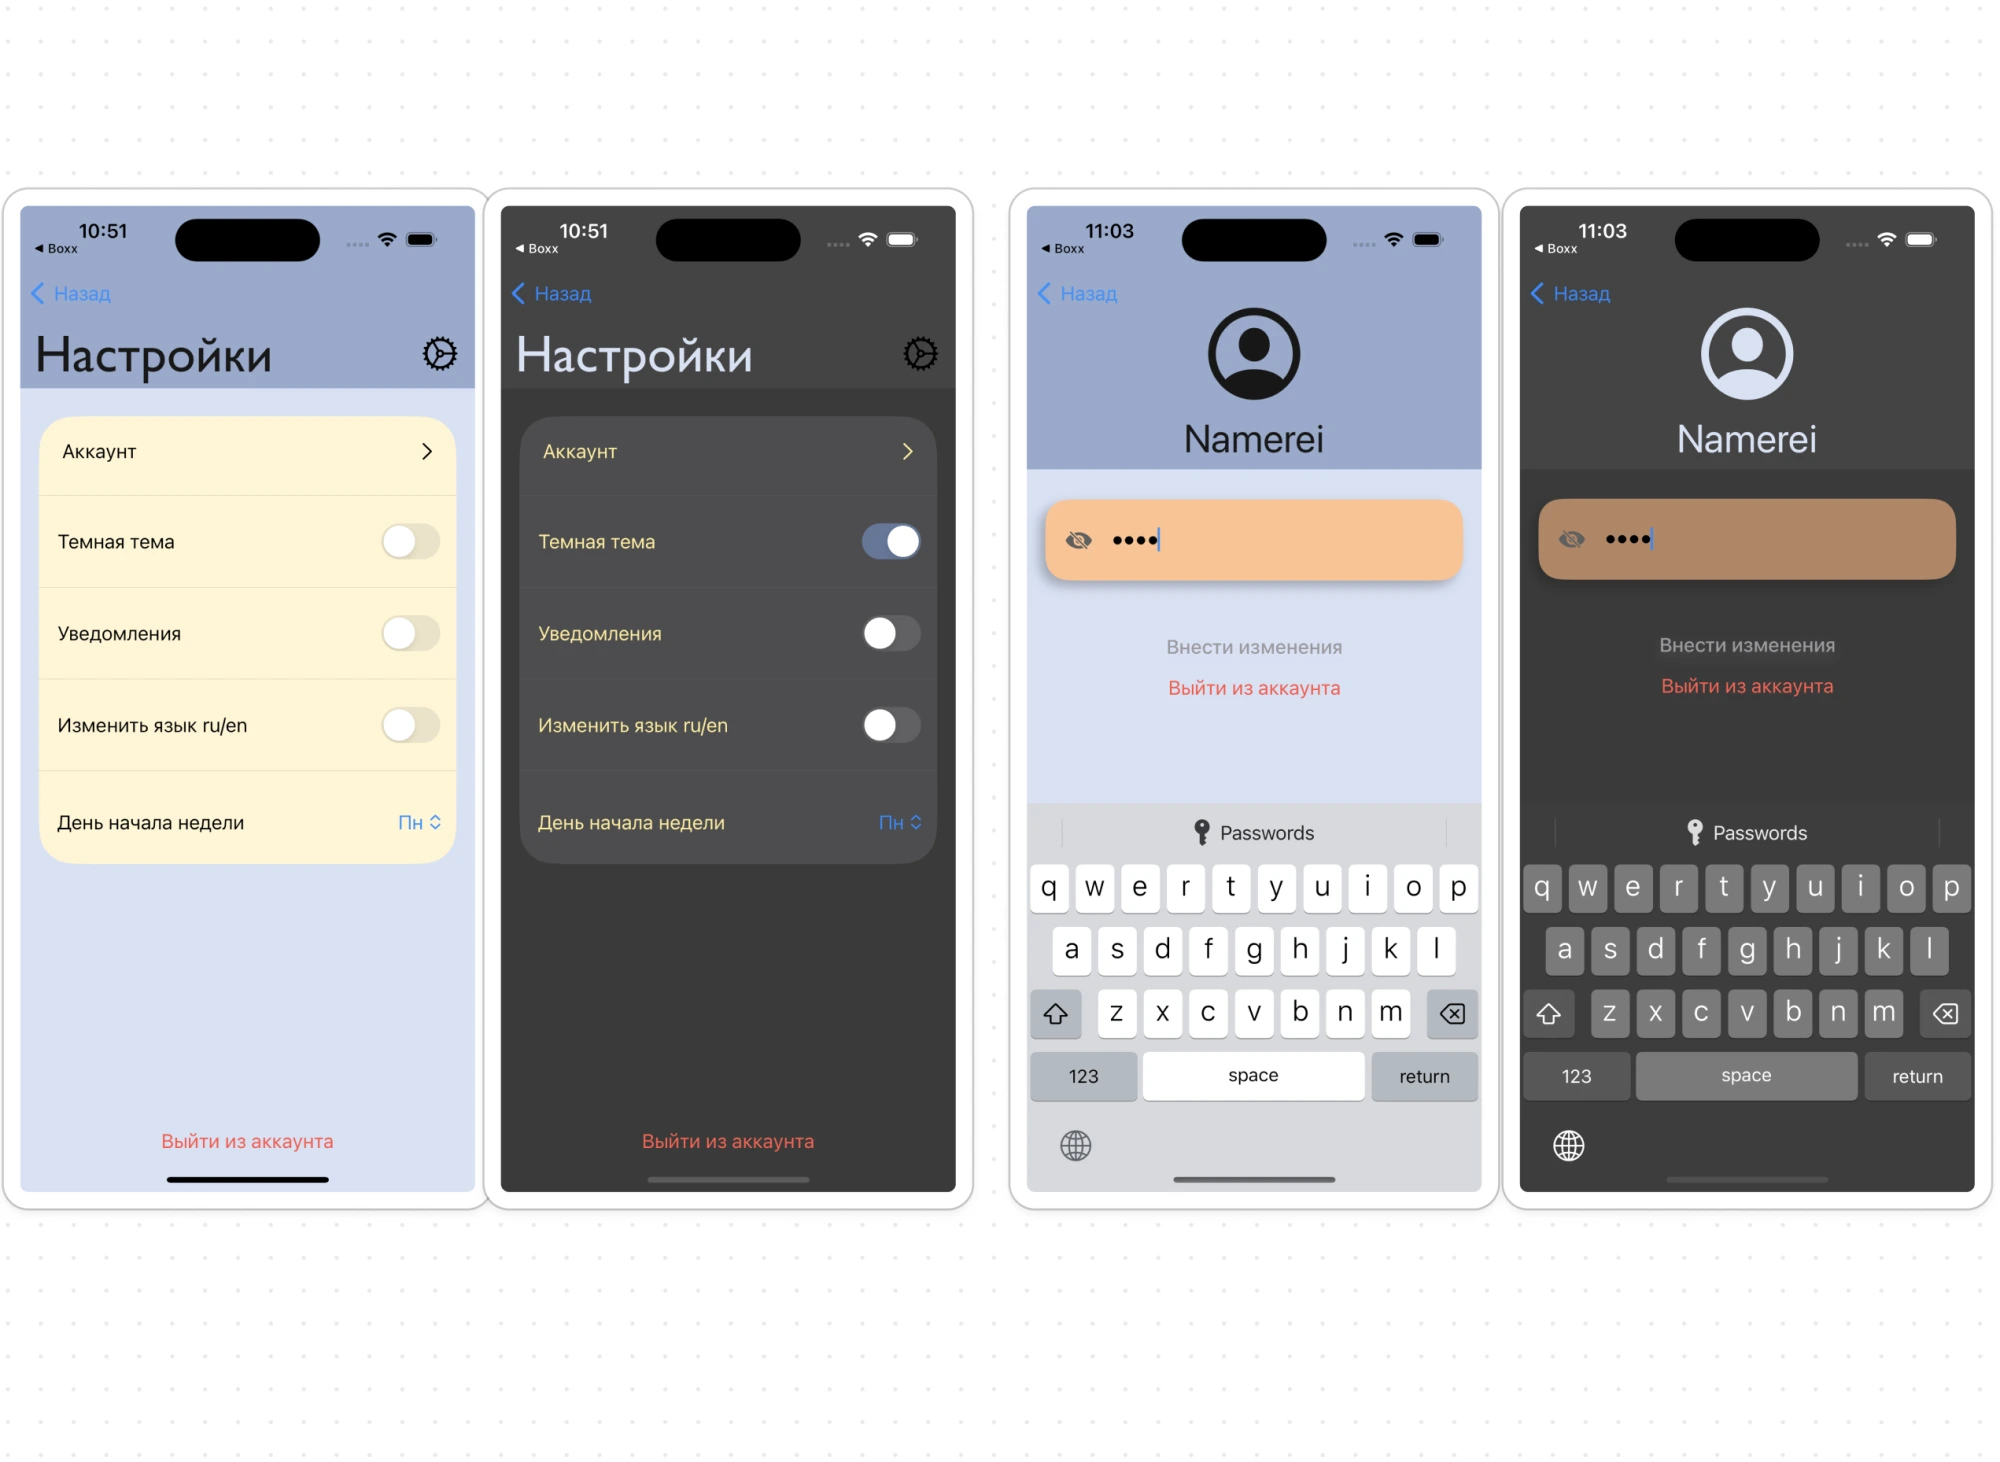 10:51
◀ Boxx
Назад
Настройки
Аккаунт
Темная тема
Уведомления
Изменить язык ru/en
День начала недели
Пн
Выйти из аккаунта
10:51
◀ Boxx
Назад
Настройки
Аккаунт
Темная тема
Уведомления
Изменить язык ru/en
День начала недели
Пн
Выйти из аккаунта
11:03
◀ Boxx
Назад
Namerei
••••
Внести изменения
Выйти из аккаунта
Passwords
q w e r t y u i o p
a s d f g h j k l
z x c v b n m
123 space return
11:03
◀ Boxx
Назад
Namerei
••••
Внести изменения
Выйти из аккаунта
Passwords
q w e r t y u i o p
a s d f g h j k l
z x c v b n m
123 space return